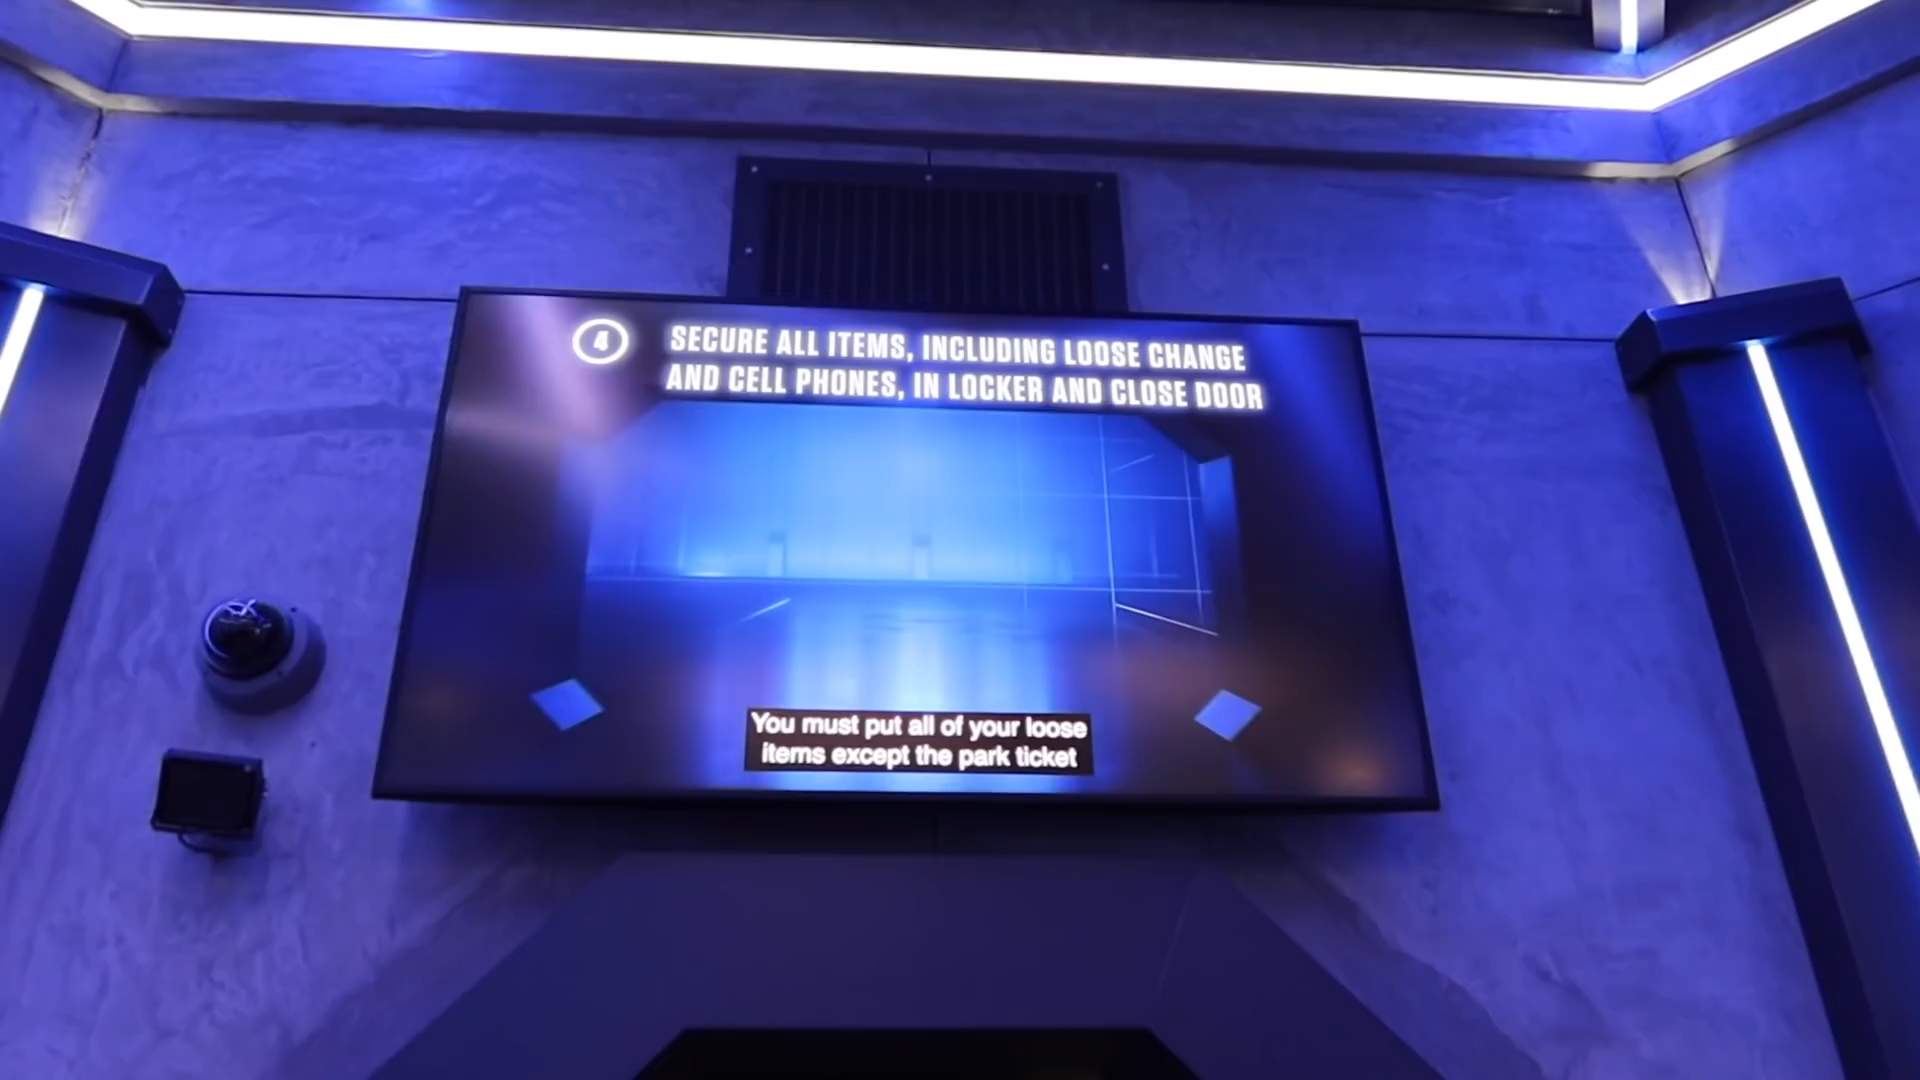 4
SECURE ALL ITEMS, INCLUDING LOOSE CHANGE
AND CELL PHONES, IN LOCKER AND CLOSE DOOR
You must put all of your loose
items except the park ticket